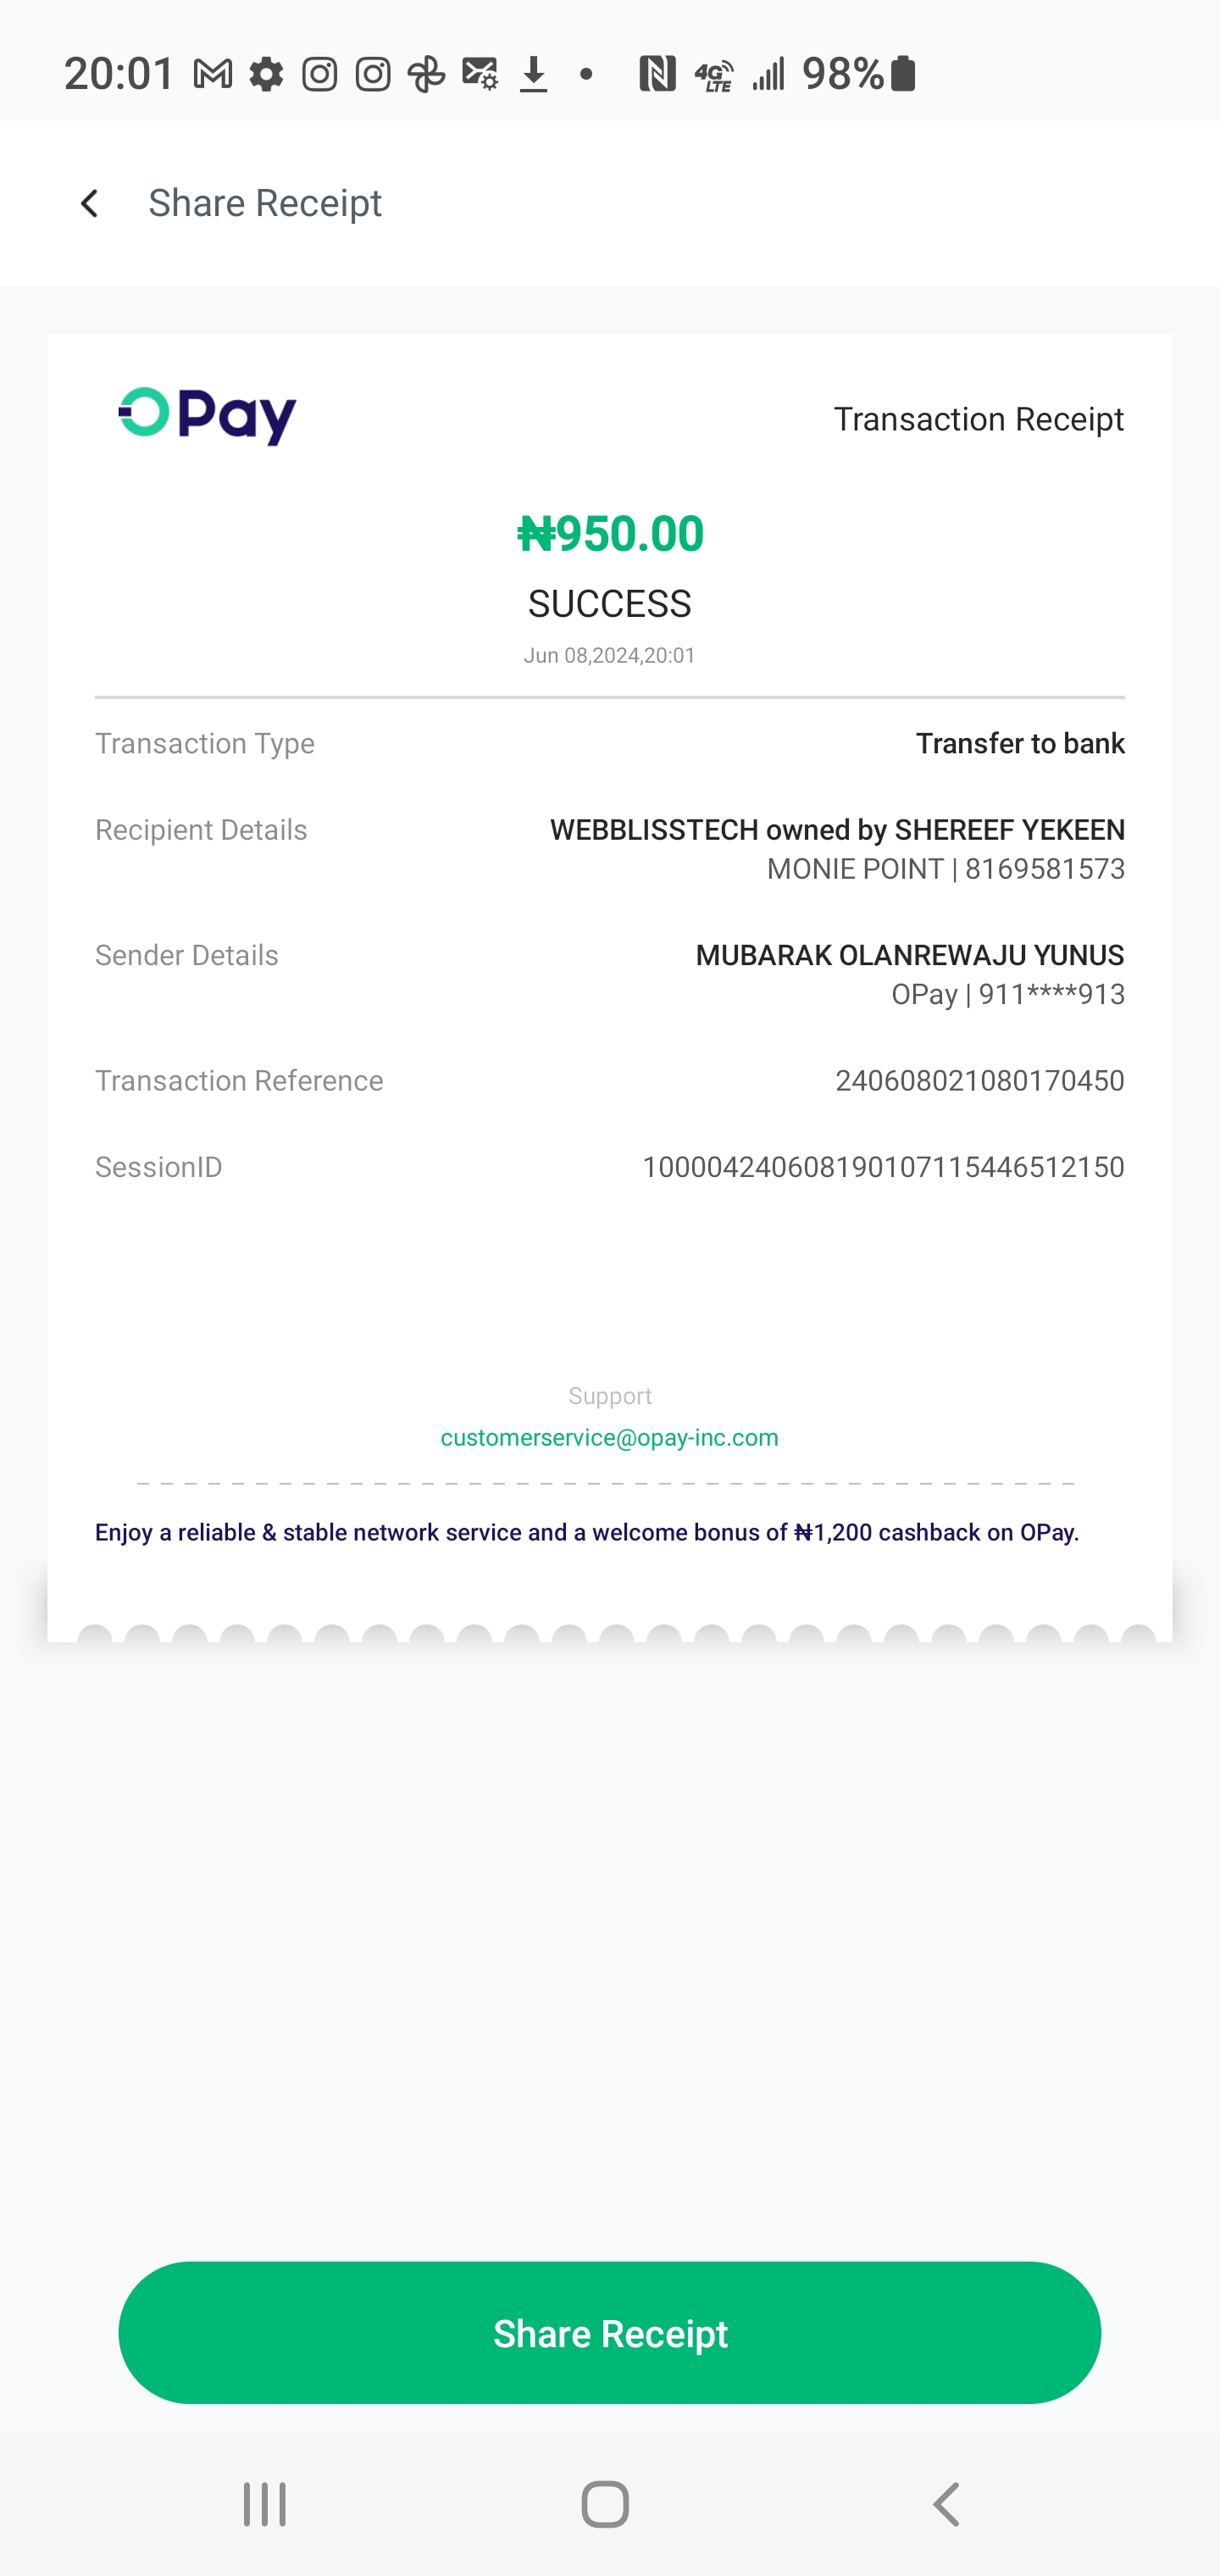 20:01 4G LTE 98%
Share Receipt
OPay Transaction Receipt
₦950.00
SUCCESS
Jun 08,2024,20:01
Transaction Type Transfer to bank
Recipient Details WEBBLISSTECH owned by SHEREEF YEKEEN
MONIE POINT | 8169581573
Sender Details MUBARAK OLANREWAJU YUNUS
OPay | 911****913
Transaction Reference 240608021080170450
SessionID 100004240608190107115446512150
Support
customerservice@opay-inc.com
Enjoy a reliable & stable network service and a welcome bonus of ₦1,200 cashback on OPay.
Share Receipt